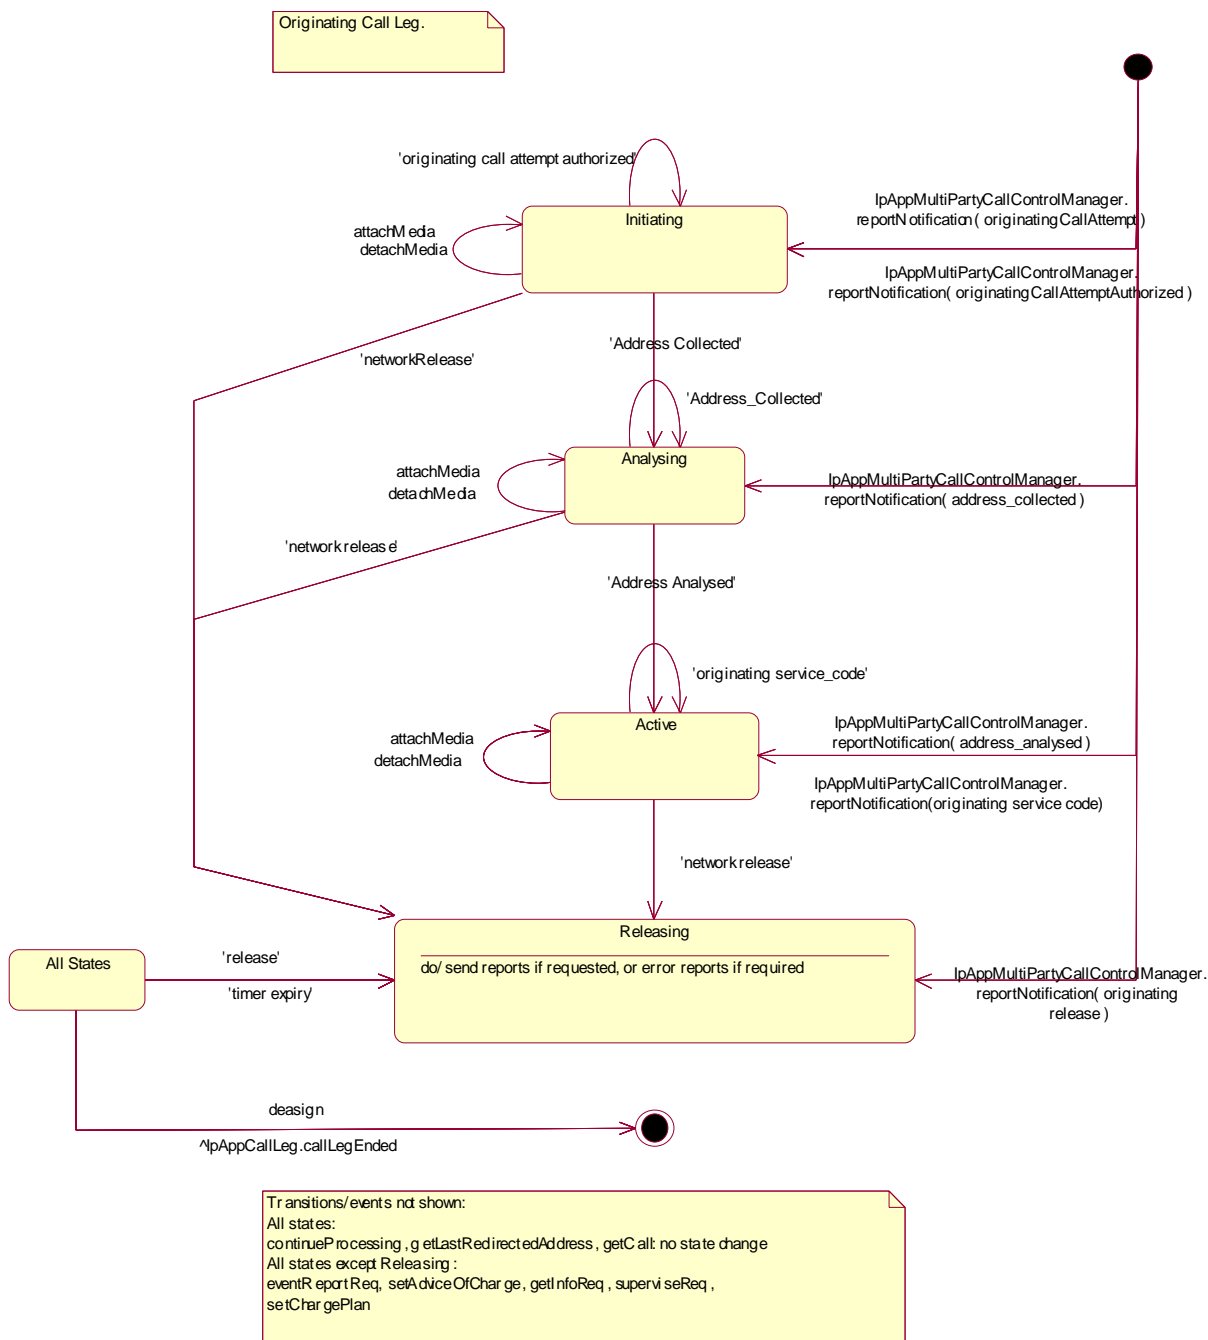 Originating Call Leg.
'originating call attempt authorized'
IpAppMultiPartyCallControlManager.
reportNotification( originatingCallAttempt )
Initiating
attachMedia
detachMedia
IpAppMultiPartyCallControlManager.
reportNotification( originatingCallAttemptAuthorized )
'Address Collected'
'networkRelease'
'Address_Collected'
Analysing
attachMedia
detachMedia
IpAppMultiPartyCallControlManager.
reportNotification( address_collected )
'network release'
'Address Analysed'
'originating service_code'
Active
attachMedia
detachMedia
IpAppMultiPartyCallControlManager.
reportNotification( address_analysed )
IpAppMultiPartyCallControlManager.
reportNotification(originating service code)
'network release'
Releasing
do/ send reports if requested, or error reports if required
All States
'release'
'timer expiry'
IpAppMultiPartyCallControlManager.
reportNotification( originating
release )
deasign
^IpAppCallLeg.callLegEnded
Transitions/events not shown:
All states:
continueProcessing, getLastRedirectedAddress, getCall: no state change
All states except Releasing :
eventReportReq, setAdviceOfCharge, getInfoReq, superviseReq,
setChargePlan